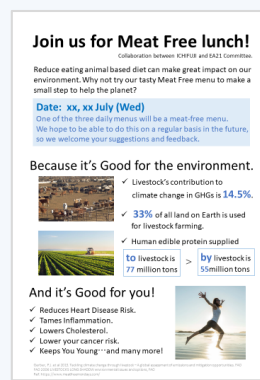 Join us for Meat Free lunch!
Collaboration between ICHIFUJI and EA21 Committee.
Reduce eating animal based diet can make great impact on our
environment. Why not try our tasty Meat Free menu to make a
small step to help the planet?
Date: xx, xx July (Wed)
One of the three daily menus will be a meat-free menu.
We hope to be able to do this on a regular basis in the future,
so we welcome your suggestions and feedback.
Because it's Good for the environment.
✓ Livestock's contribution to
climate change in GHGs is 14.5%.
✓ 33% of all land on Earth is used
for livestock farming.
✓ Human edible protein supplied
to livestock is
77 million tons
>
by livestock is
55million tons
And it's Good for you!
✓ Reduces Heart Disease Risk.
✓ Tames Inflammation.
✓ Lowers Cholesterol.
✓ Lower your cancer risk.
✓ Keeps You Young･･･and many more!